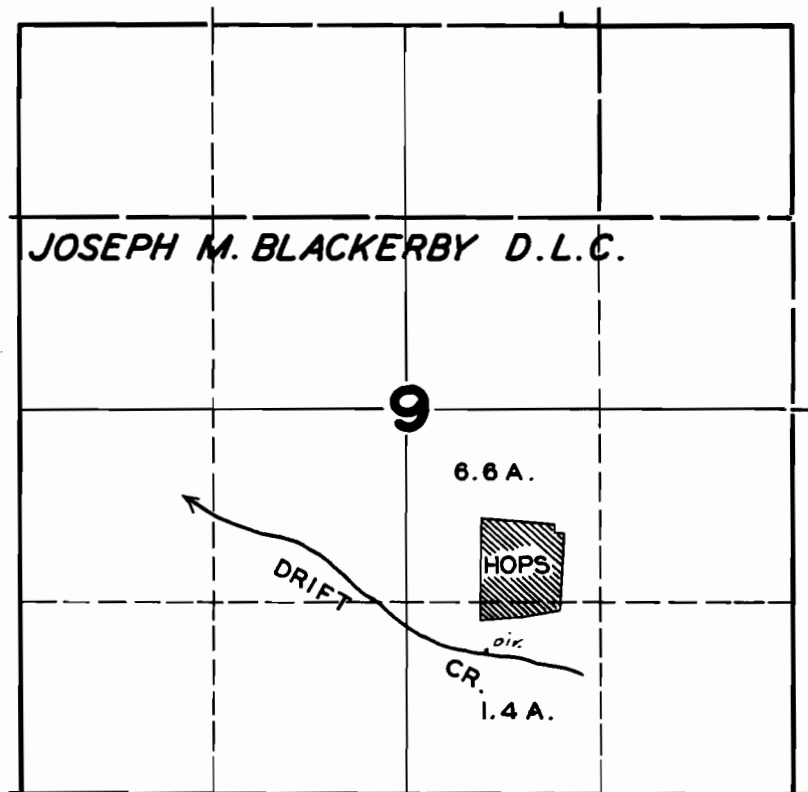 JOSEPH M. BLACKERBY D.L.C.
9
6.6 A.
HOPS
DRIFT
CR.
Div.
1.4 A.